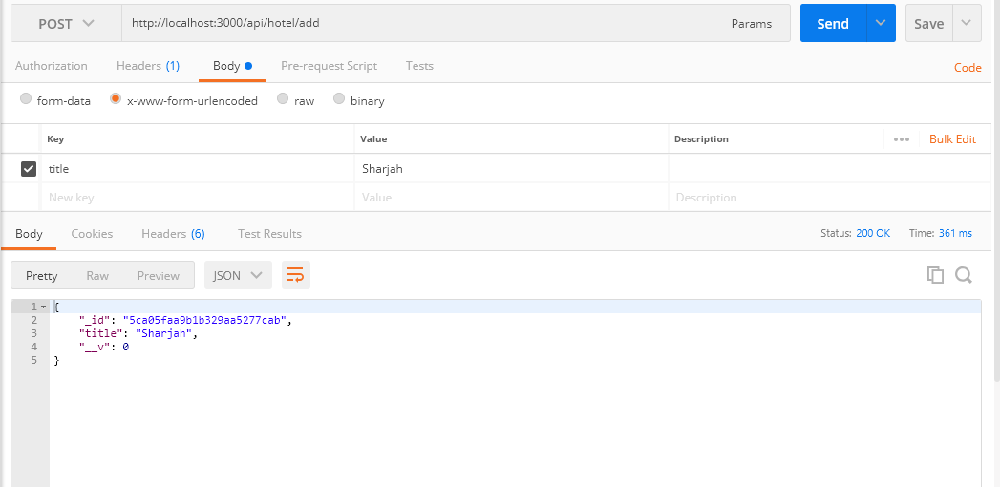 POST http://localhost:3000/api/hotel/add Params Send Save
Authorization Headers (1) Body Pre-request Script Tests Code
form-data x-www-form-urlencoded raw binary
Key Value Description ••• Bulk Edit
title Sharjah
New key Value Description
Body Cookies Headers (6) Test Results Status: 200 OK Time: 361 ms
Pretty Raw Preview JSON
1 {
2 "_id": "5ca05faa9b1b329aa5277cab",
3 "title": "Sharjah",
4 "__v": 0
5 }